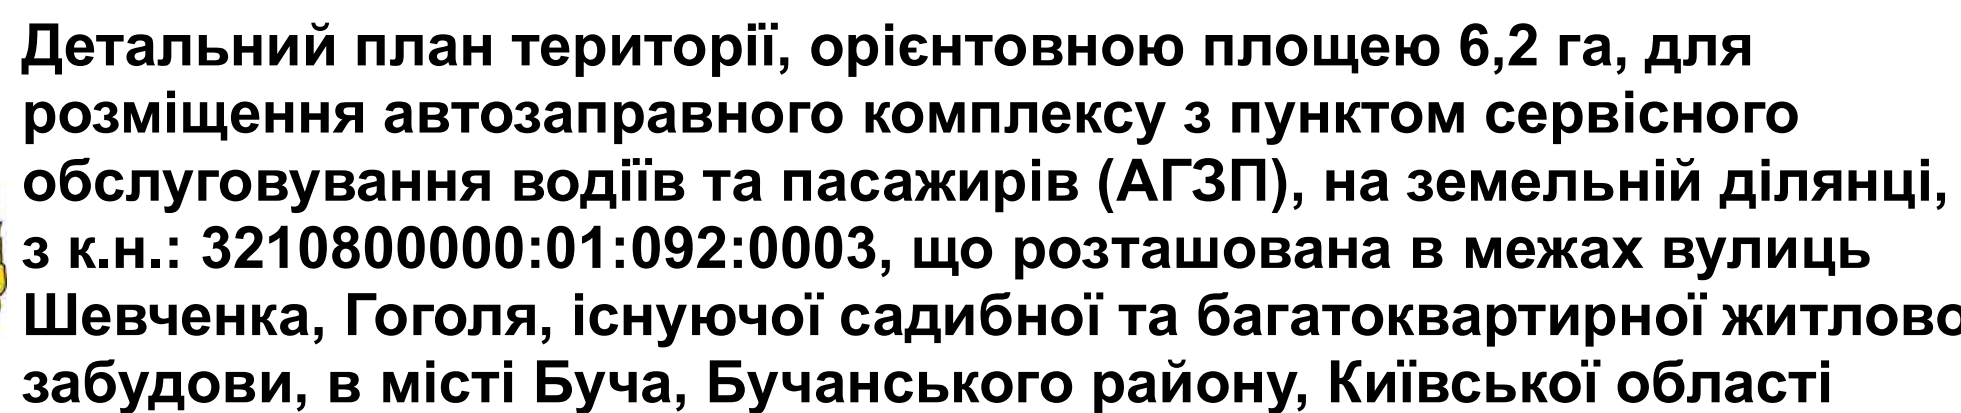 Детальний план території, орієнтовною площею 6,2 га, для
розміщення автозаправного комплексу з пунктом сервісного
обслуговування водіїв та пасажирів (АГЗП), на земельній ділянці,
з к.н.: 3210800000:01:092:0003, що розташована в межах вулиць
Шевченка, Гоголя, існуючої садибної та багатоквартирної житлово
забудови, в місті Буча, Бучанського району, Київської області